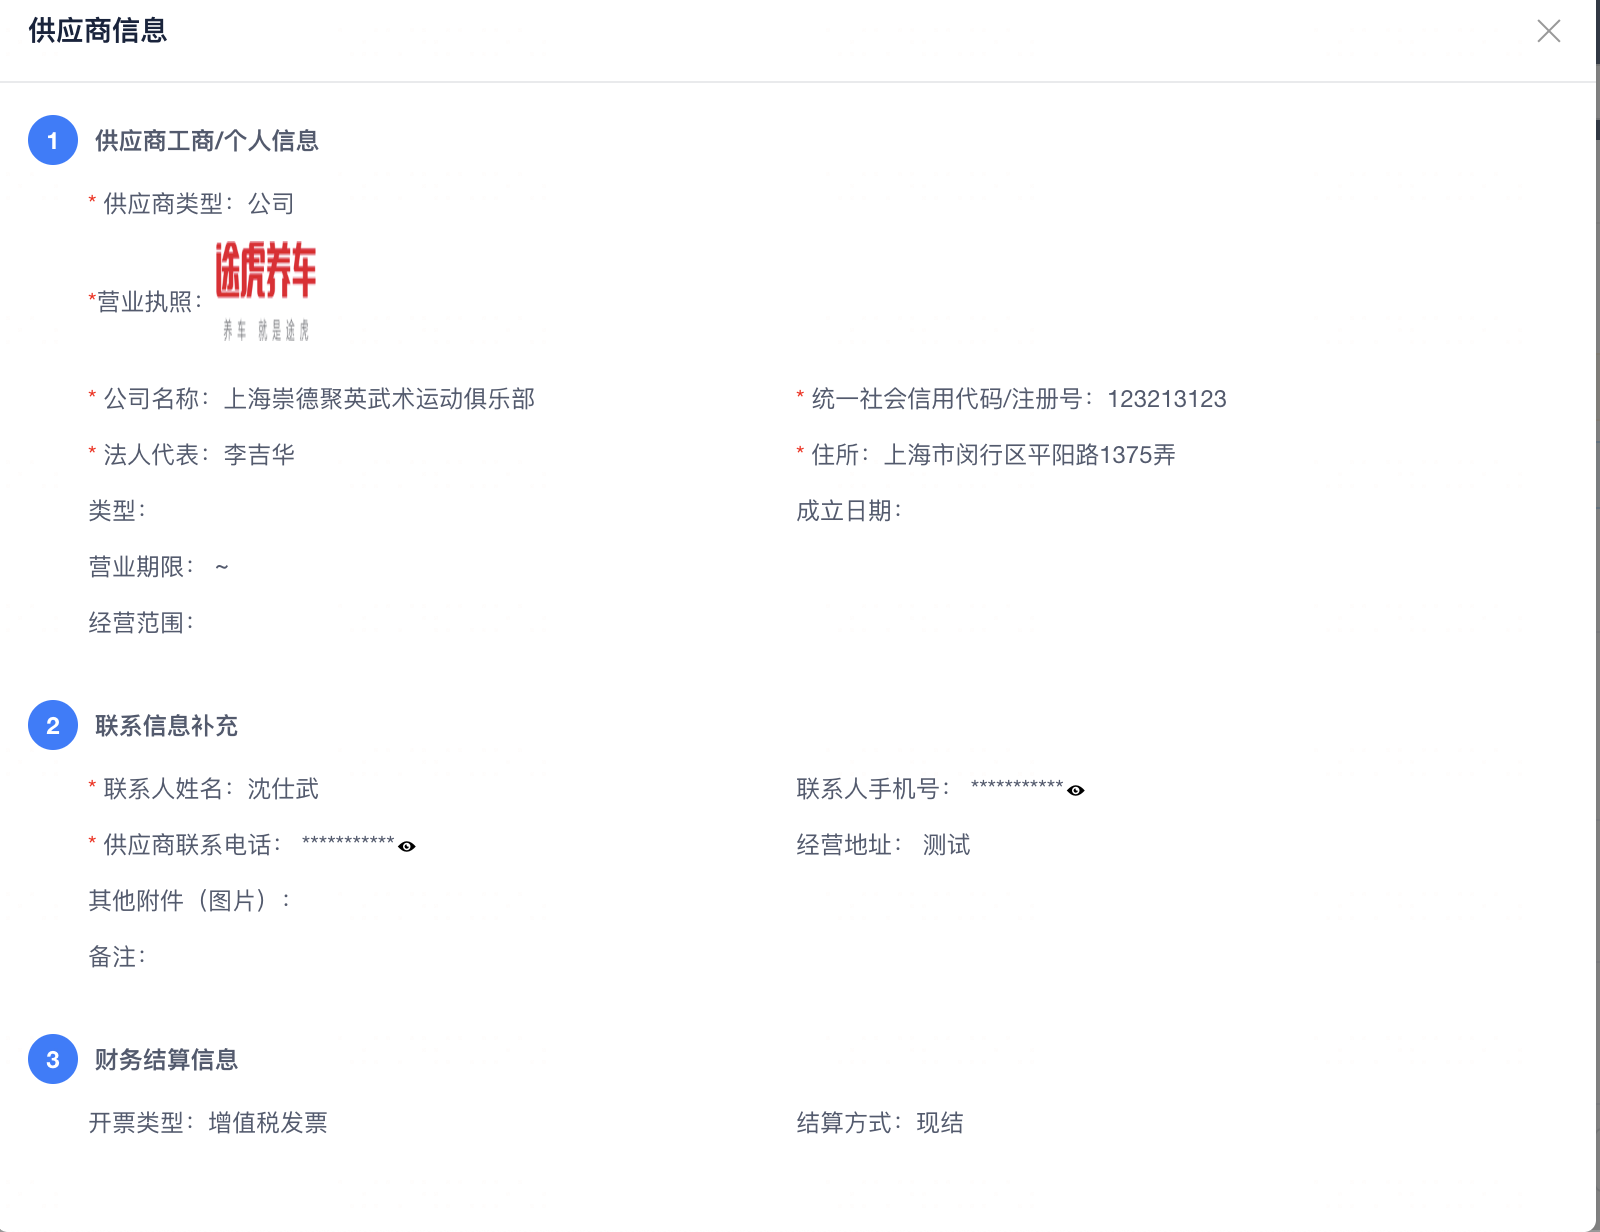 供应商信息
1 供应商工商/个人信息
* 供应商类型：公司
途虎养车
*营业执照：
养车 就是途虎
* 公司名称：上海崇德聚英武术运动俱乐部 * 统一社会信用代码/注册号：123213123
* 法人代表：李吉华 * 住所：上海市闵行区平阳路1375弄
类型： 成立日期：
营业期限： ~
经营范围：
2 联系信息补充
* 联系人姓名：沈仕武 联系人手机号： ***********
* 供应商联系电话： *********** 经营地址： 测试
其他附件（图片）：
备注：
3 财务结算信息
开票类型：增值税发票 结算方式：现结